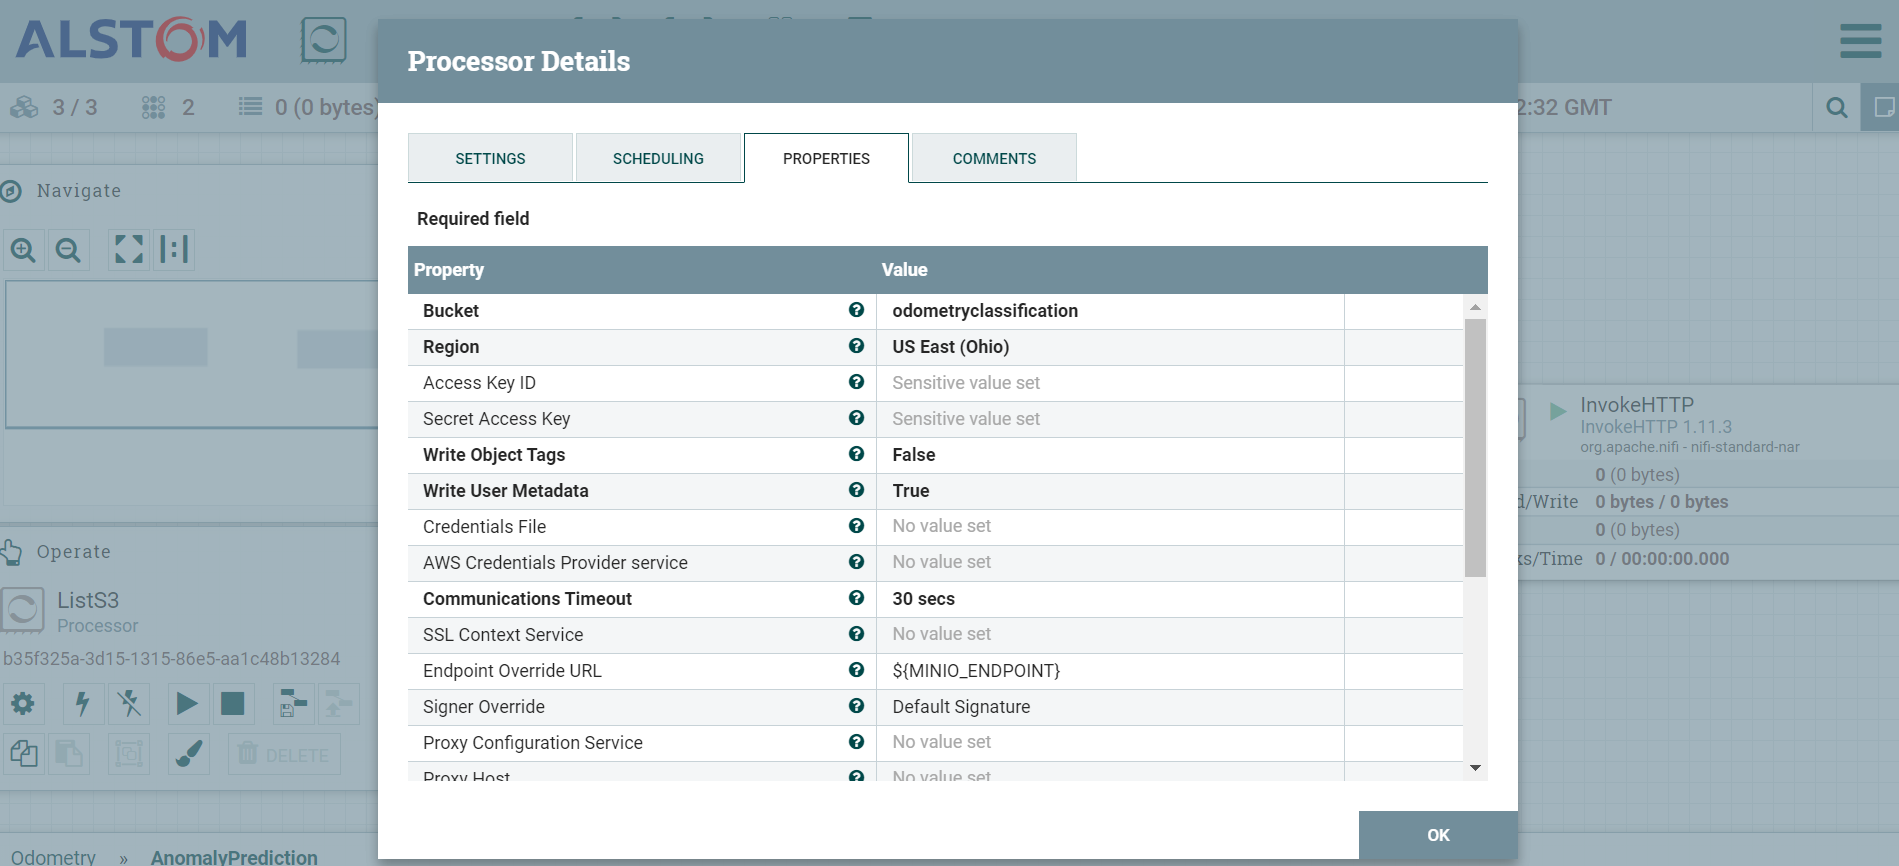 ALSTOM
3 / 3
2
0 (0 bytes)
2:32 GMT
Processor Details
SETTINGS
SCHEDULING
PROPERTIES
COMMENTS
Required field
Property Value
Bucket odometryclassification
Region US East (Ohio)
Access Key ID Sensitive value set
Secret Access Key Sensitive value set
Write Object Tags False
Write User Metadata True
Credentials File No value set
AWS Credentials Provider service No value set
Communications Timeout 30 secs
SSL Context Service No value set
Endpoint Override URL ${MINIO_ENDPOINT}
Signer Override Default Signature
Proxy Configuration Service No value set
Proxy Host No value set
OK
Navigate
Operate
ListS3
Processor
b35f325a-3d15-1315-86e5-aa1c48b13284
DELETE
Odometry » AnomalyPrediction
InvokeHTTP
InvokeHTTP 1.11.3
org.apache.nifi - nifi-standard-nar
0 (0 bytes)
d/Write 0 bytes / 0 bytes
0 (0 bytes)
ks/Time 0 / 00:00:00.000